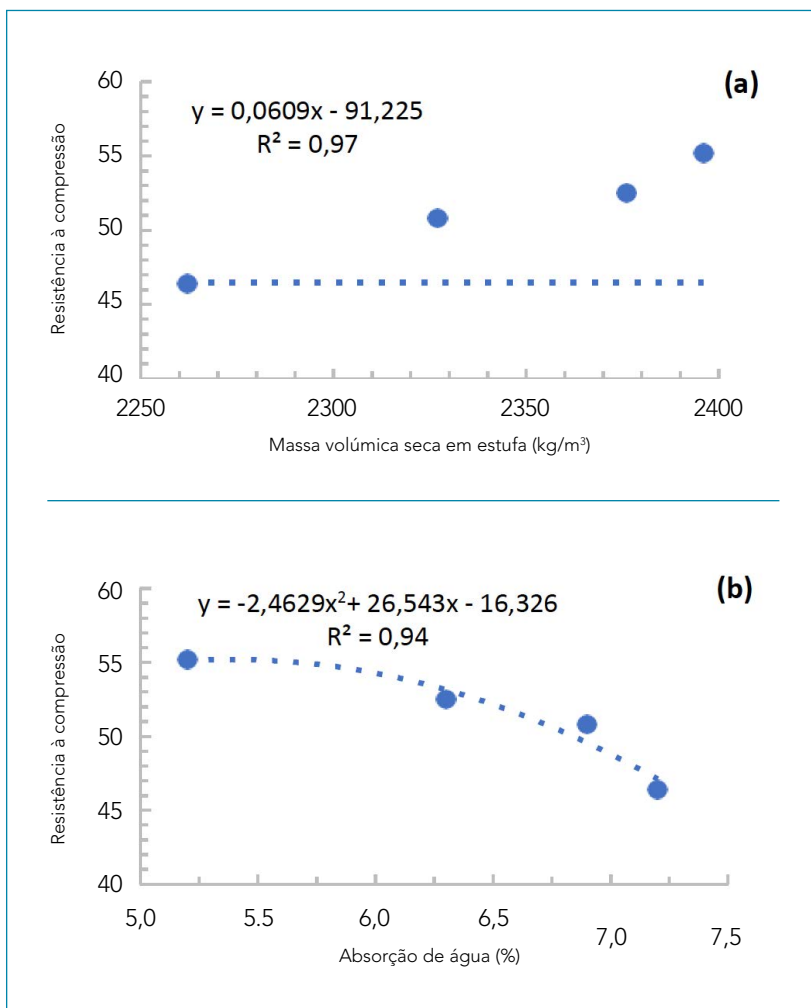 (a)
y = 0,0609x - 91,225
R² = 0,97
Resistência à compressão
60
55
50
45
40
2250
2300
2350
2400
Massa volúmica seca em estufa (kg/m³)
(b)
y = -2,4629x²+ 26,543x - 16,326
R² = 0,94
Resistência à compressão
60
55
50
45
40
5,0
5.5
6,0
6,5
7,0
7,5
Absorção de água (%)